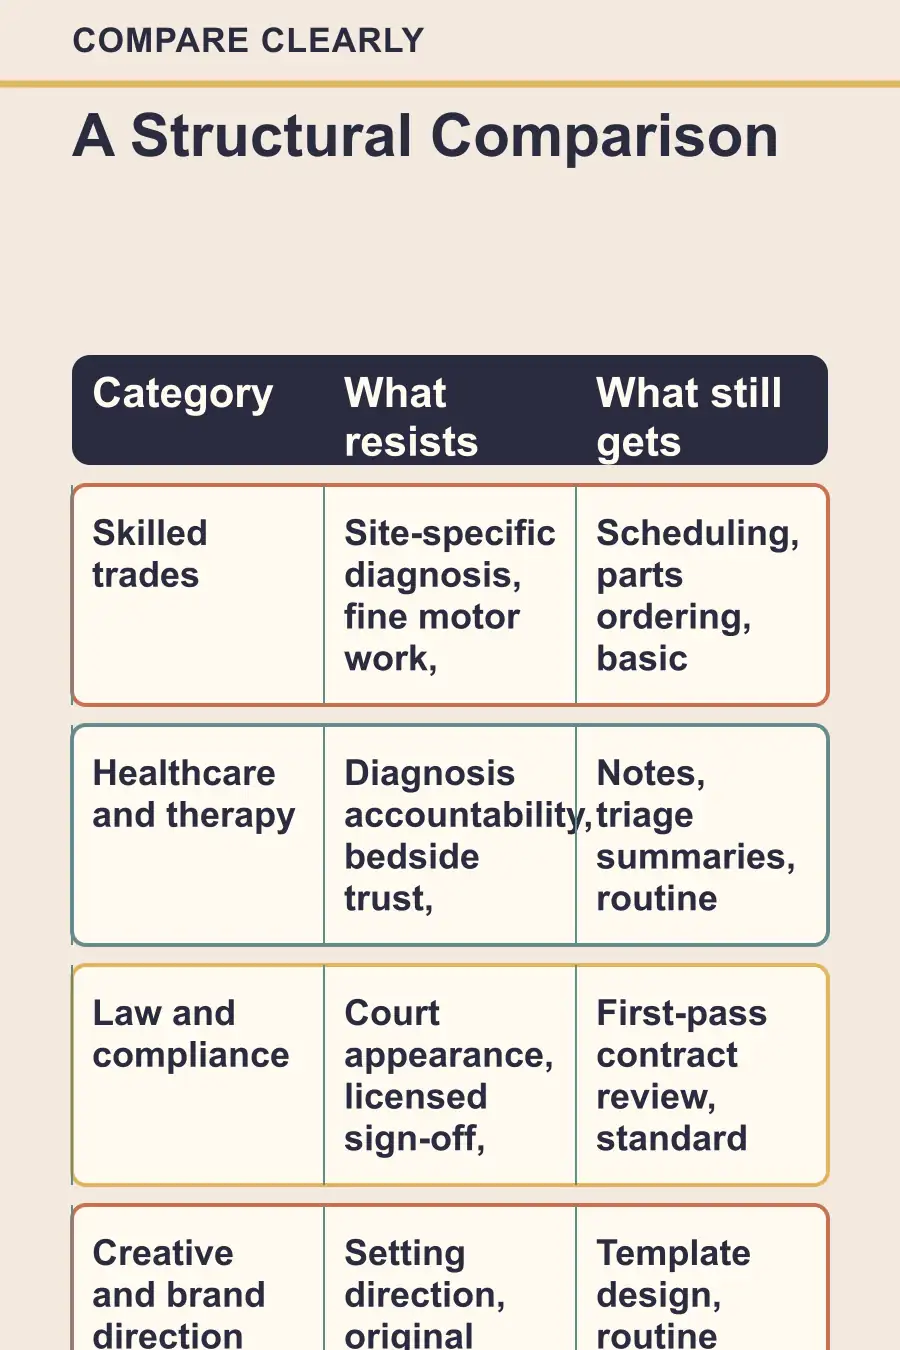 COMPARE CLEARLY
A Structural Comparison
Category
What
resists
What still
gets
Skilled
trades
Site-specific
diagnosis,
fine motor
work,
Scheduling,
parts
ordering,
basic
Healthcare
and therapy
Diagnosis
accountability,
bedside
trust,
Notes,
triage
summaries,
routine
Law and
compliance
Court
appearance,
licensed
sign-off,
First-pass
contract
review,
standard
Creative
and brand
direction
Setting
direction,
original
Template
design,
routine